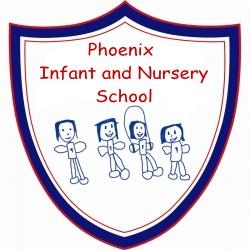 Phoenix
Infant and Nursery
School